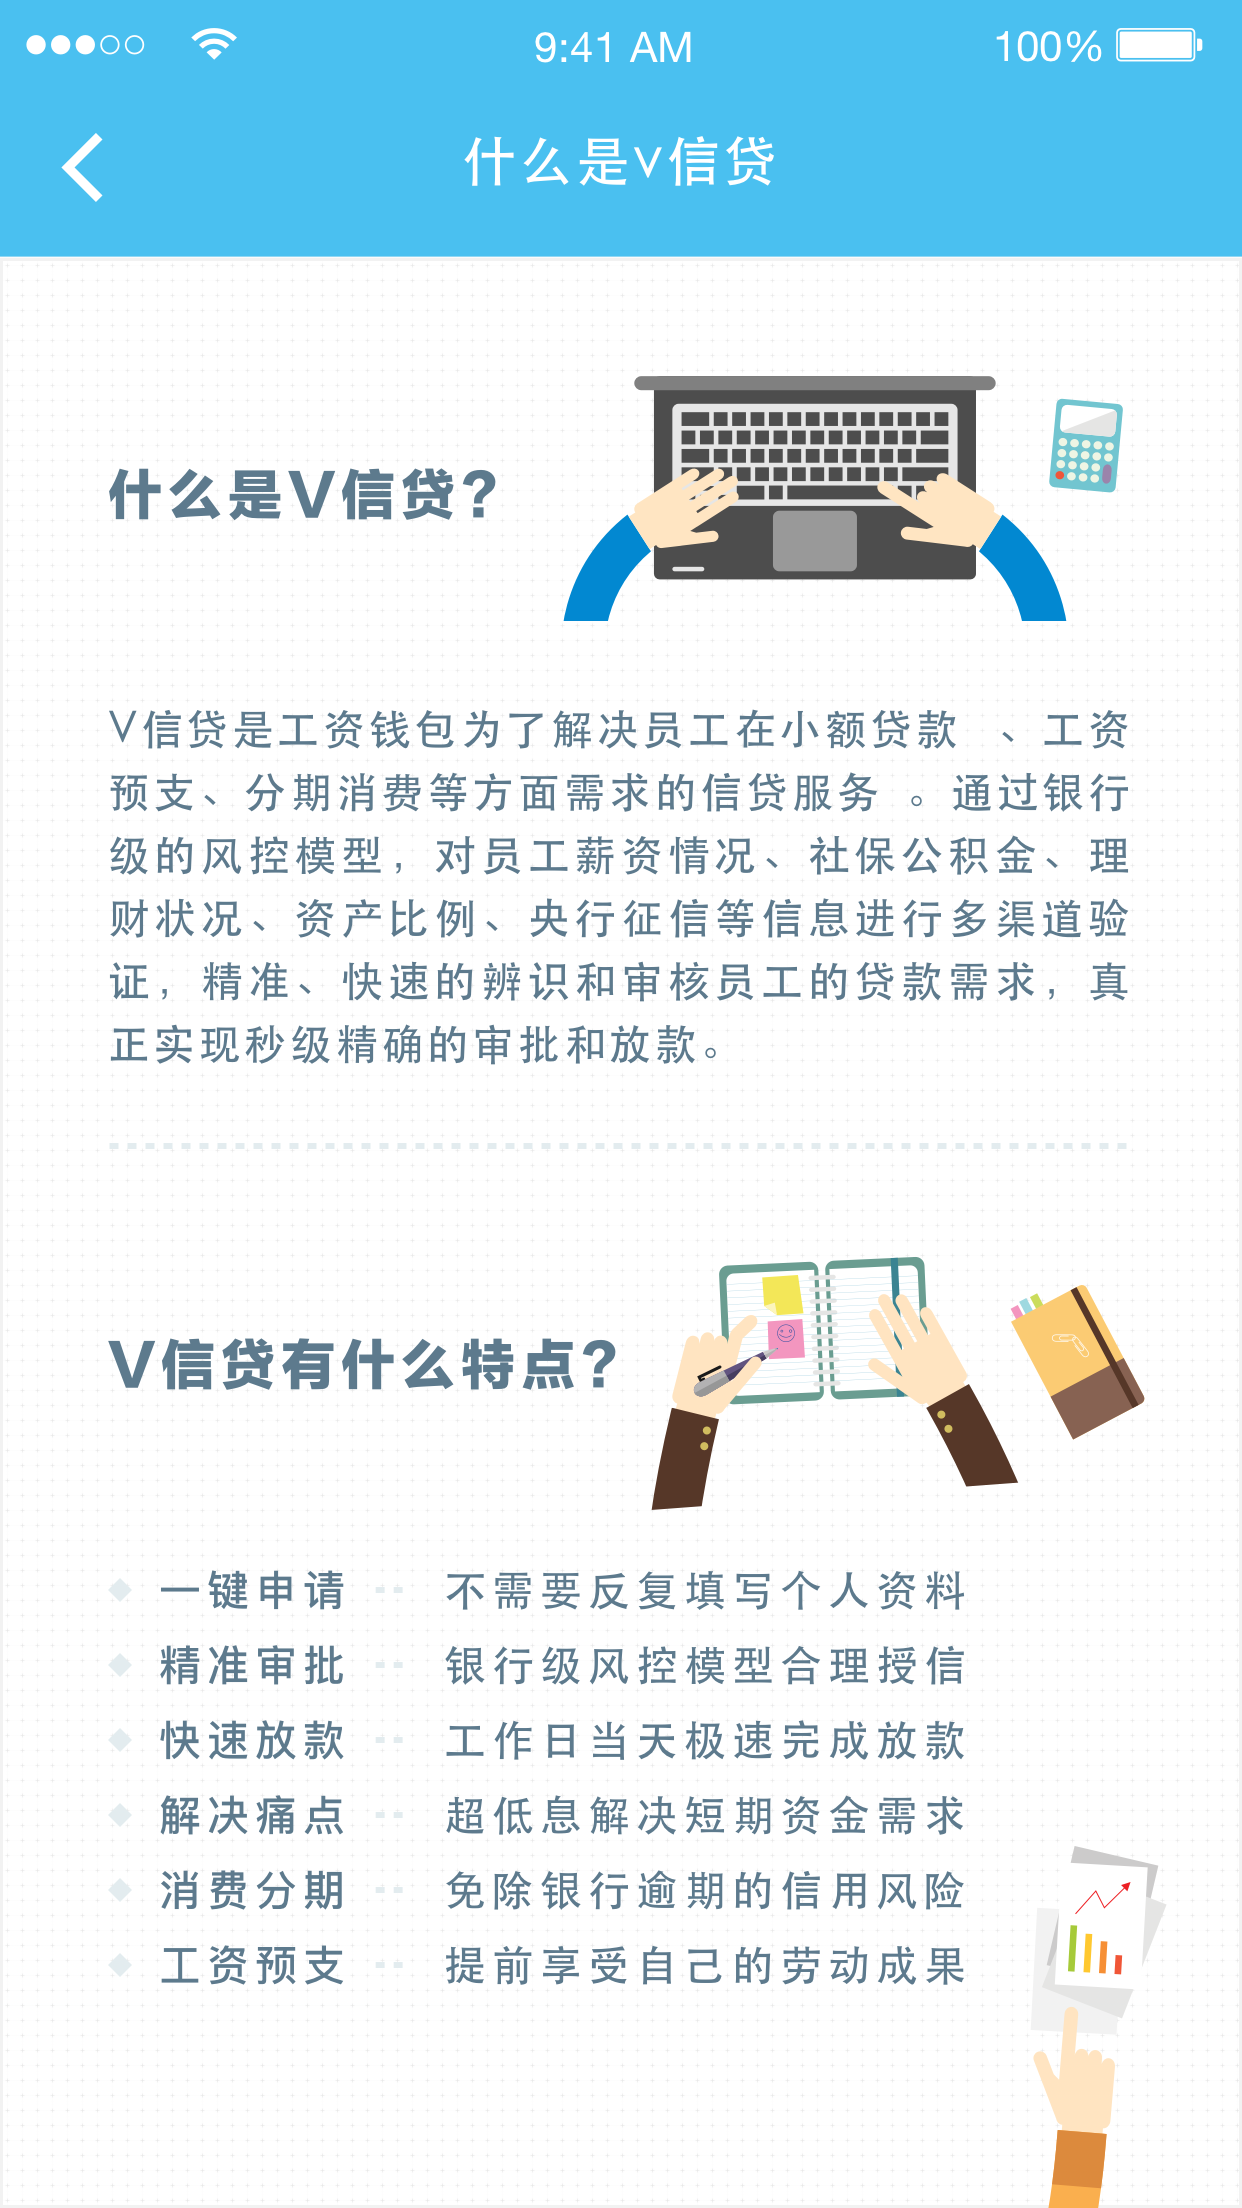 9:41 AM
100%
什么是V信贷
什么是V信贷?
V信贷是工资钱包为了解决员工在小额贷款 、工资
预支、分期消费等方面需求的信贷服务 。通过银行
级的风控模型，对员工薪资情况、社保公积金、理
财状况、资产比例、央行征信等信息进行多渠道验
证，精准、快速的辨识和审核员工的贷款需求，真
正实现秒级精确的审批和放款。
V信贷有什么特点?
一键申请 -- 不需要反复填写个人资料
精准审批 -- 银行级风控模型合理授信
快速放款 -- 工作日当天极速完成放款
解决痛点 -- 超低息解决短期资金需求
消费分期 -- 免除银行逾期的信用风险
工资预支 -- 提前享受自己的劳动成果